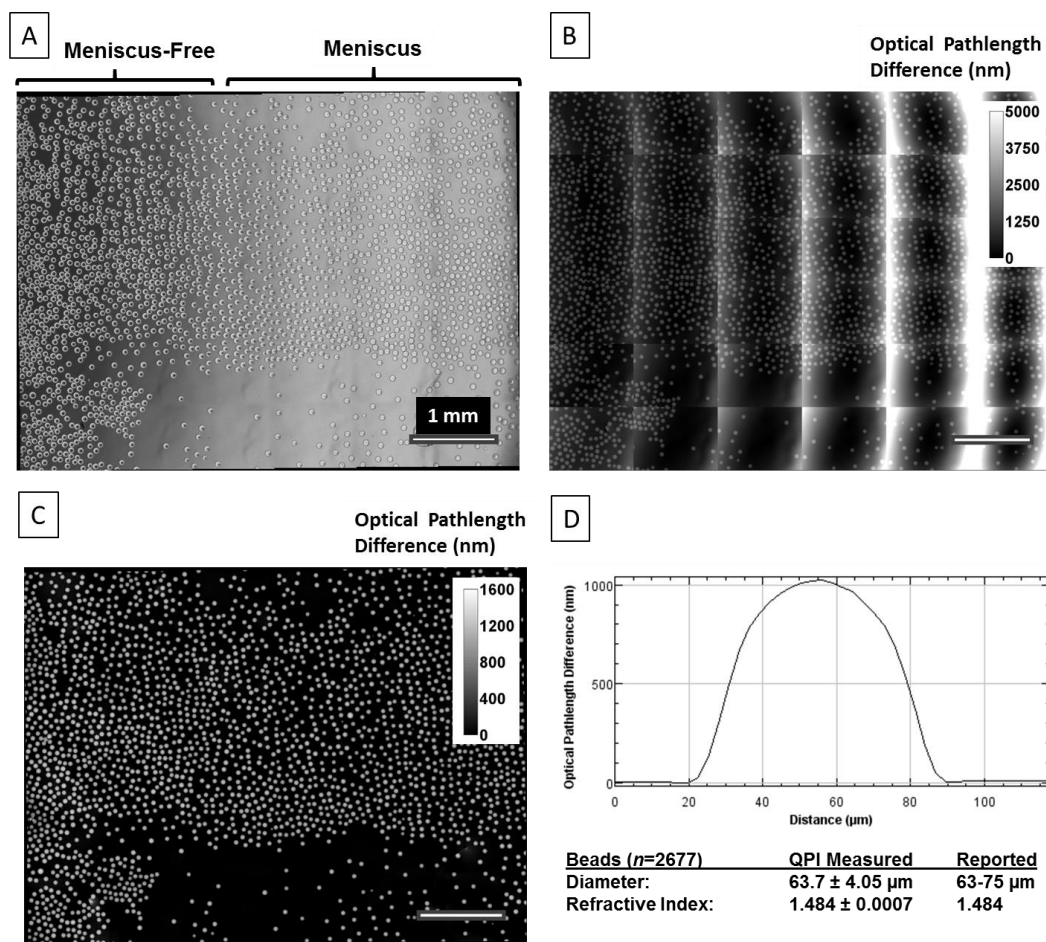 A
Meniscus-Free
Meniscus
1 mm
B
Optical Pathlength
Difference (nm)
5000
3750
2500
1250
0
C
Optical Pathlength
Difference (nm)
1600
1200
800
400
0
D
Optical Pathlength Difference (nm)
1000
500
0
0 20 40 60 80 100
Distance (µm)
Beads (n=2677) QPI Measured Reported
Diameter: 63.7 ± 4.05 µm 63-75 µm
Refractive Index: 1.484 ± 0.0007 1.484